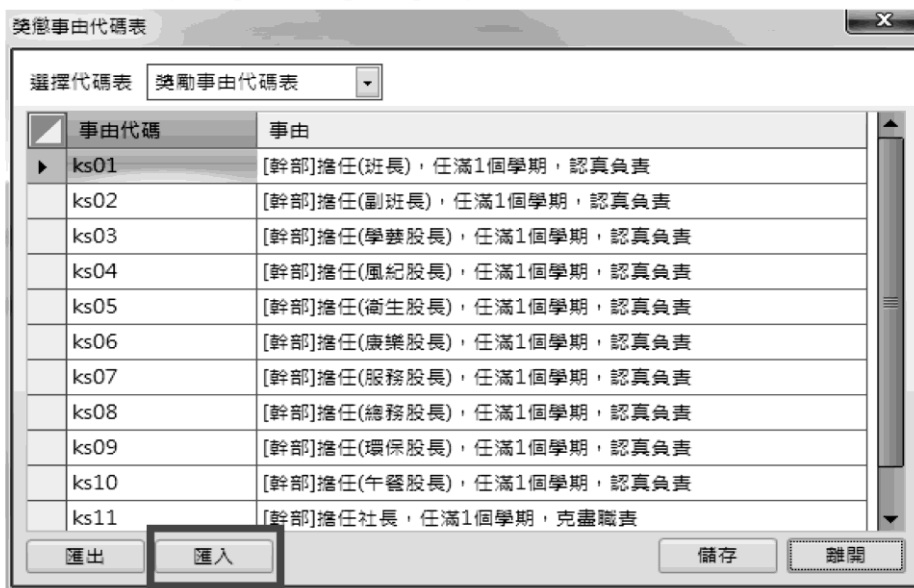 獎懲事由代碼表
選擇代碼表 獎勵事由代碼表
事由代碼 事由
ks01 [幹部]擔任(班長)，任滿1個學期，認真負責
ks02 [幹部]擔任(副班長)，任滿1個學期，認真負責
ks03 [幹部]擔任(學藝股長)，任滿1個學期，認真負責
ks04 [幹部]擔任(風紀股長)，任滿1個學期，認真負責
ks05 [幹部]擔任(衛生股長)，任滿1個學期，認真負責
ks06 [幹部]擔任(康樂股長)，任滿1個學期，認真負責
ks07 [幹部]擔任(服務股長)，任滿1個學期，認真負責
ks08 [幹部]擔任(總務股長)，任滿1個學期，認真負責
ks09 [幹部]擔任(環保股長)，任滿1個學期，認真負責
ks10 [幹部]擔任(午餐股長)，任滿1個學期，認真負責
ks11 [幹部]擔任社長，任滿1個學期，克盡職責
匯出 匯入 儲存 離開